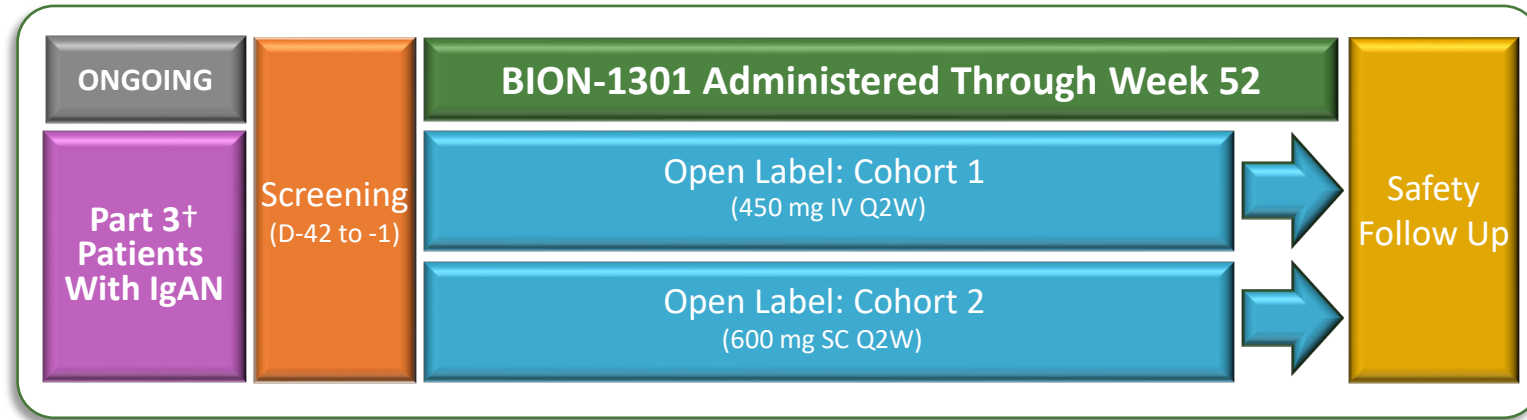 ONGOING
Part 3†
Patients
With IgAN
Screening
(D-42 to -1)
BION-1301 Administered Through Week 52
Open Label: Cohort 1
(450 mg IV Q2W)
Open Label: Cohort 2
(600 mg SC Q2W)
Safety
Follow Up